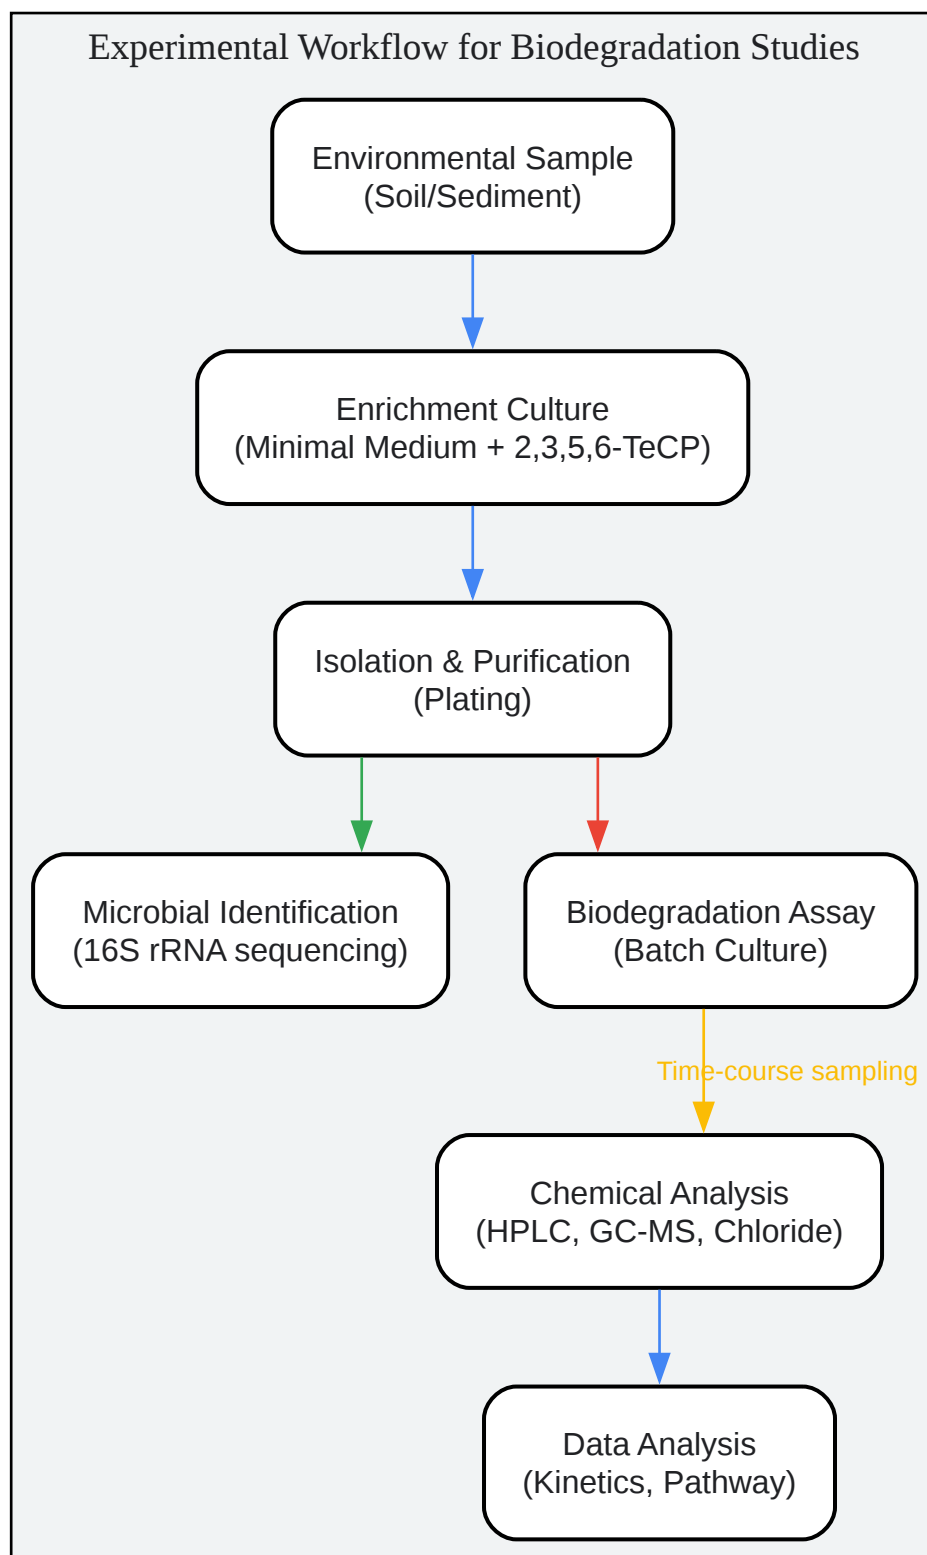 Experimental Workflow for Biodegradation Studies
Environmental Sample
(Soil/Sediment)
Enrichment Culture
(Minimal Medium + 2,3,5,6-TeCP)
Isolation & Purification
(Plating)
Microbial Identification
(16S rRNA sequencing)
Biodegradation Assay
(Batch Culture)
Time-course sampling
Chemical Analysis
(HPLC, GC-MS, Chloride)
Data Analysis
(Kinetics, Pathway)